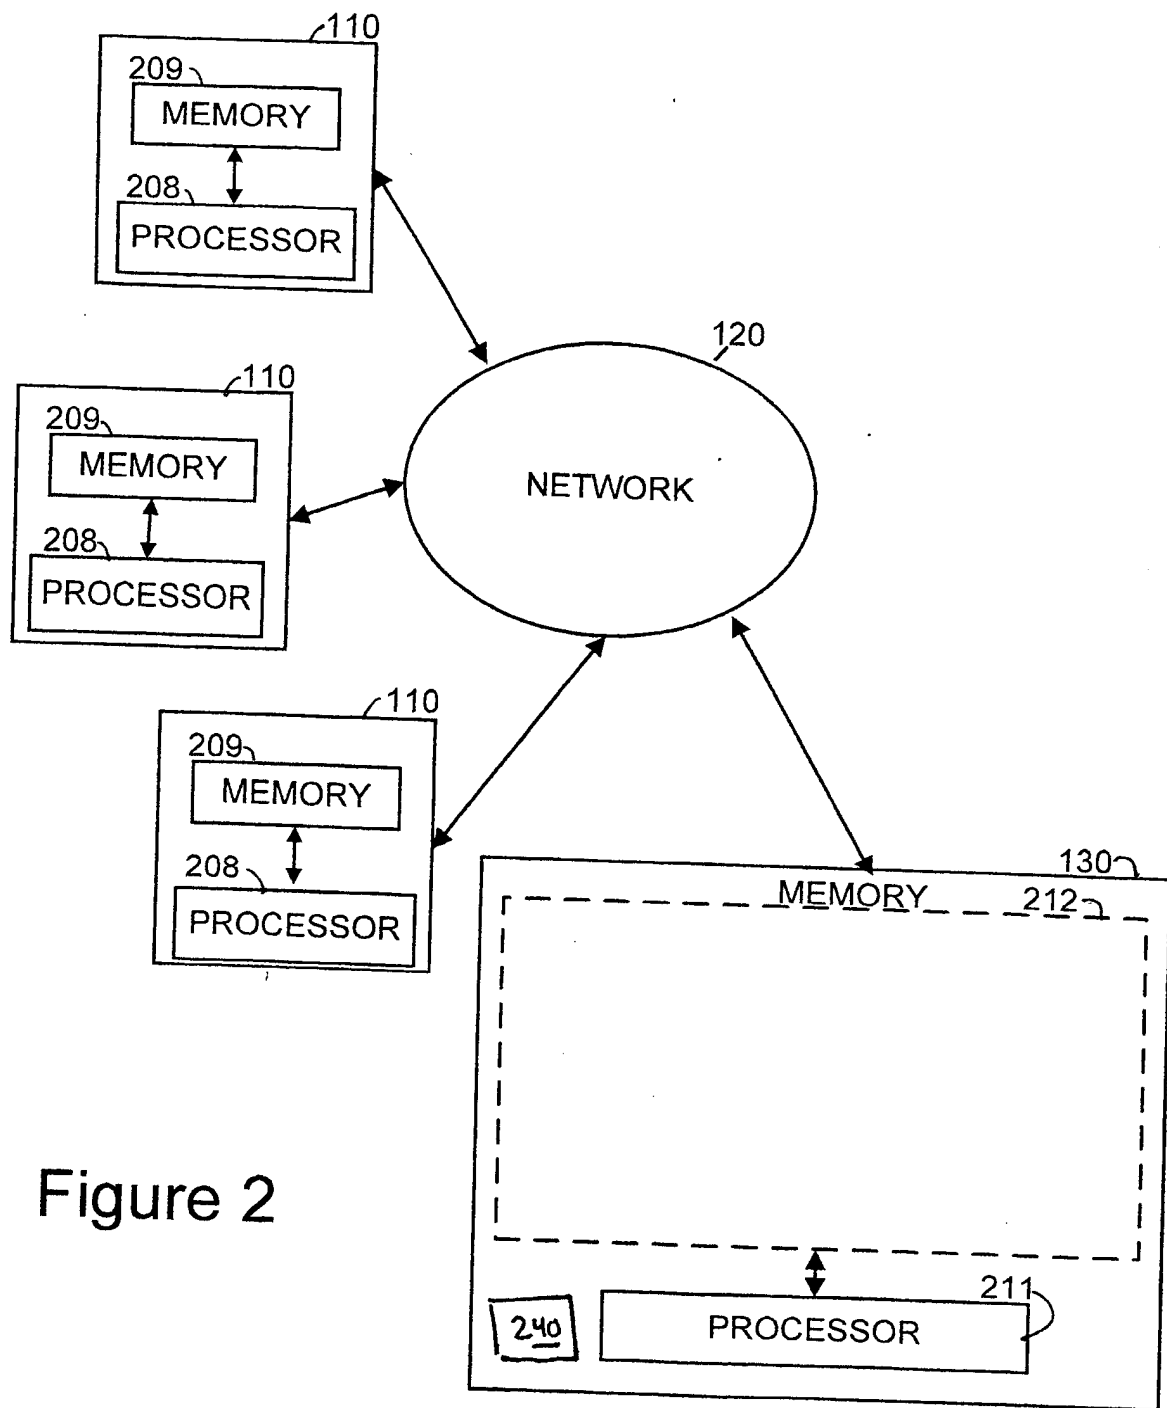 110
209
MEMORY
208
PROCESSOR
120
NETWORK
110
209
MEMORY
208
PROCESSOR
110
209
MEMORY
208
PROCESSOR
130
MEMORY
212
211
PROCESSOR
240
Figure 2